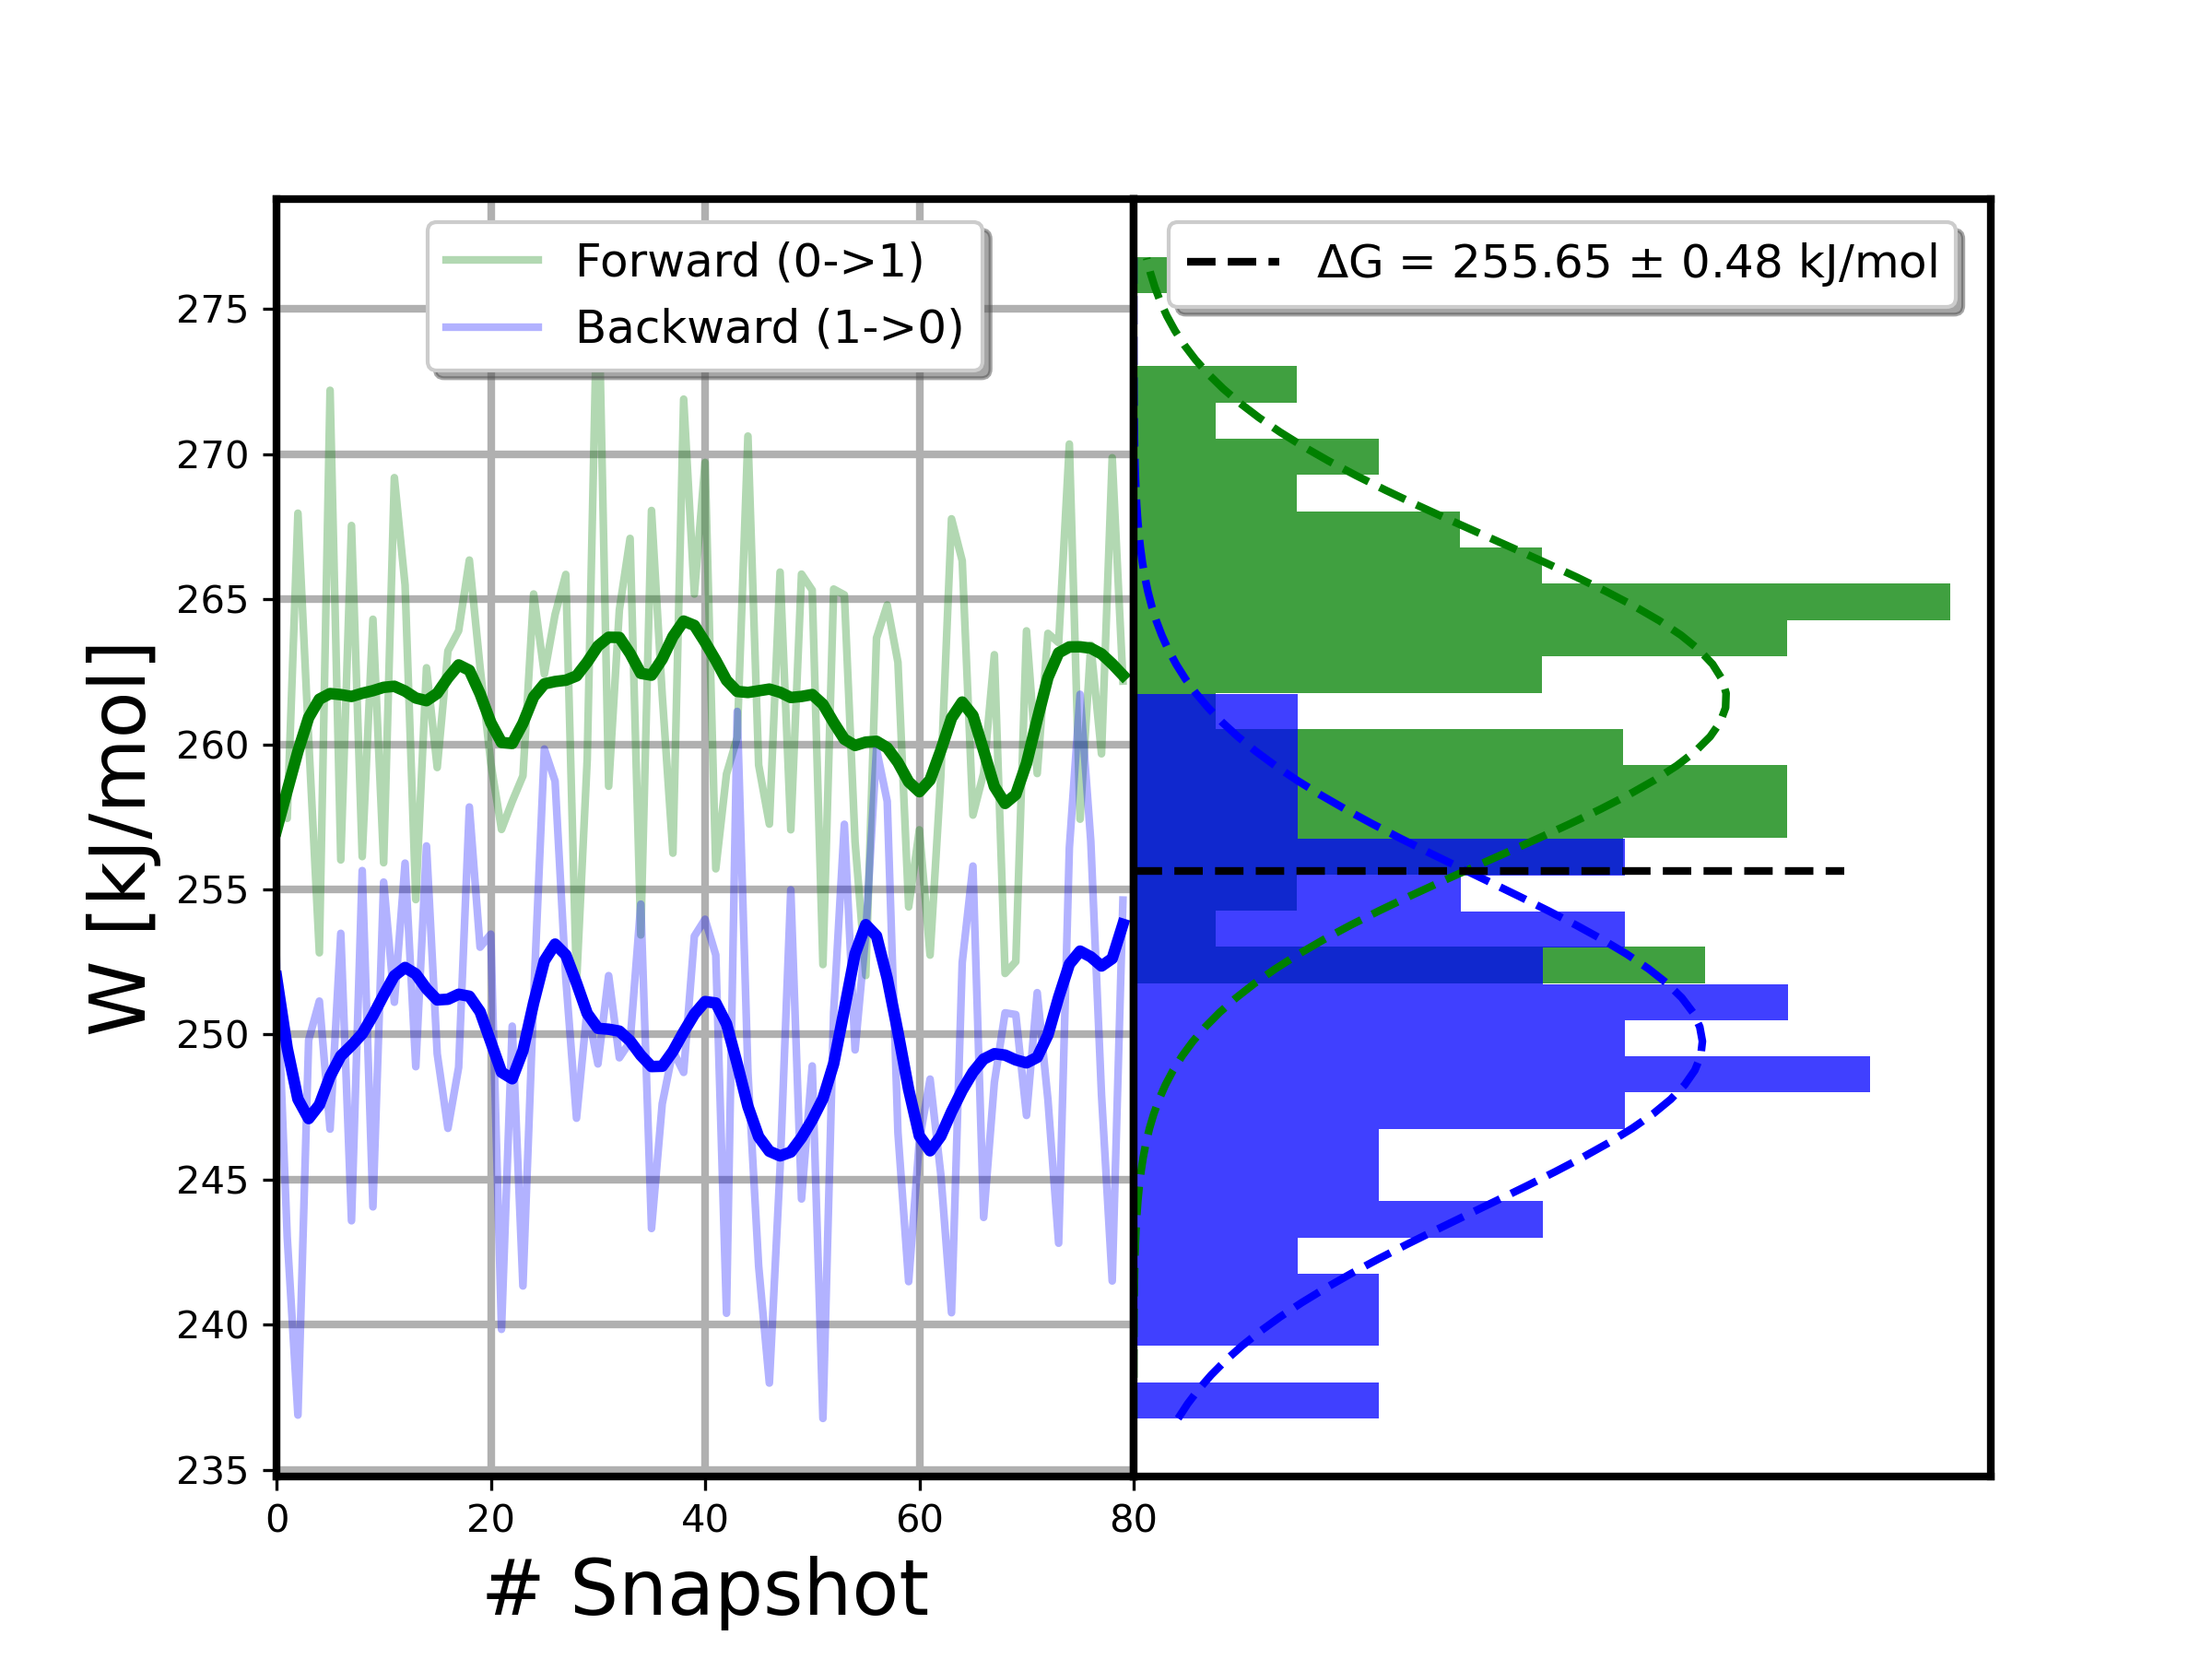 Forward (0->1)
Backward (1->0)
ΔG = 255.65 ± 0.48 kJ/mol
W [kJ/mol]
275
270
265
260
255
250
245
240
235
0 20 40 60 80
# Snapshot